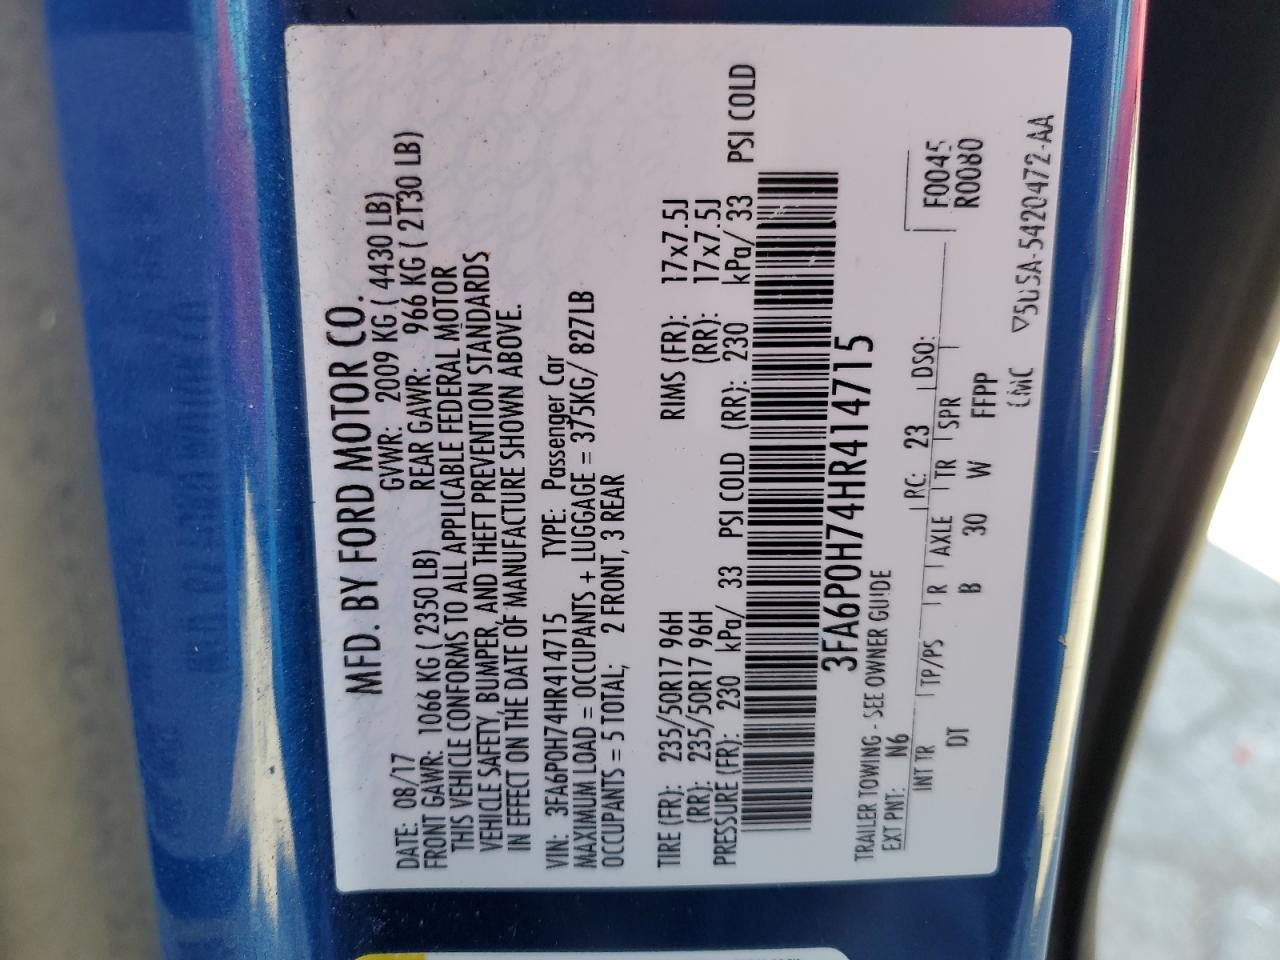 MFD. BY FORD MOTOR CO.
DATE: 08/17 GVWR: 2009 KG ( 4430 LB)
FRONT GAWR: 1066 KG ( 2350 LB) REAR GAWR: 966 KG ( 2T30 LB)
THIS VEHICLE CONFORMS TO ALL APPLICABLE FEDERAL MOTOR
VEHICLE SAFETY, BUMPER, AND THEFT PREVENTION STANDARDS
IN EFFECT ON THE DATE OF MANUFACTURE SHOWN ABOVE.
VIN: 3FA6P0H74HR414715 TYPE: Passenger Car
MAXIMUM LOAD = OCCUPANTS + LUGGAGE = 375KG/ 827LB
OCCUPANTS = 5 TOTAL; 2 FRONT, 3 REAR
TIRE (FR): 235/50R17 96H RIMS (FR): 17x7.5J
(RR): 235/50R17 96H (RR): 17x7.5J
PRESSURE (FR): 230 kPa/ 33 PSI COLD (RR): 230 kPa/ 33 PSI COLD
3FA6P0H74HR414715
TRAILER TOWING - SEE OWNER GUIDE
EXT PNT: N6 RC: 23 DSO: F0045
INT TR TP/PS R AXLE TR SPR R0080
DT B 30 W FFPP
5U5A-5420472-AA